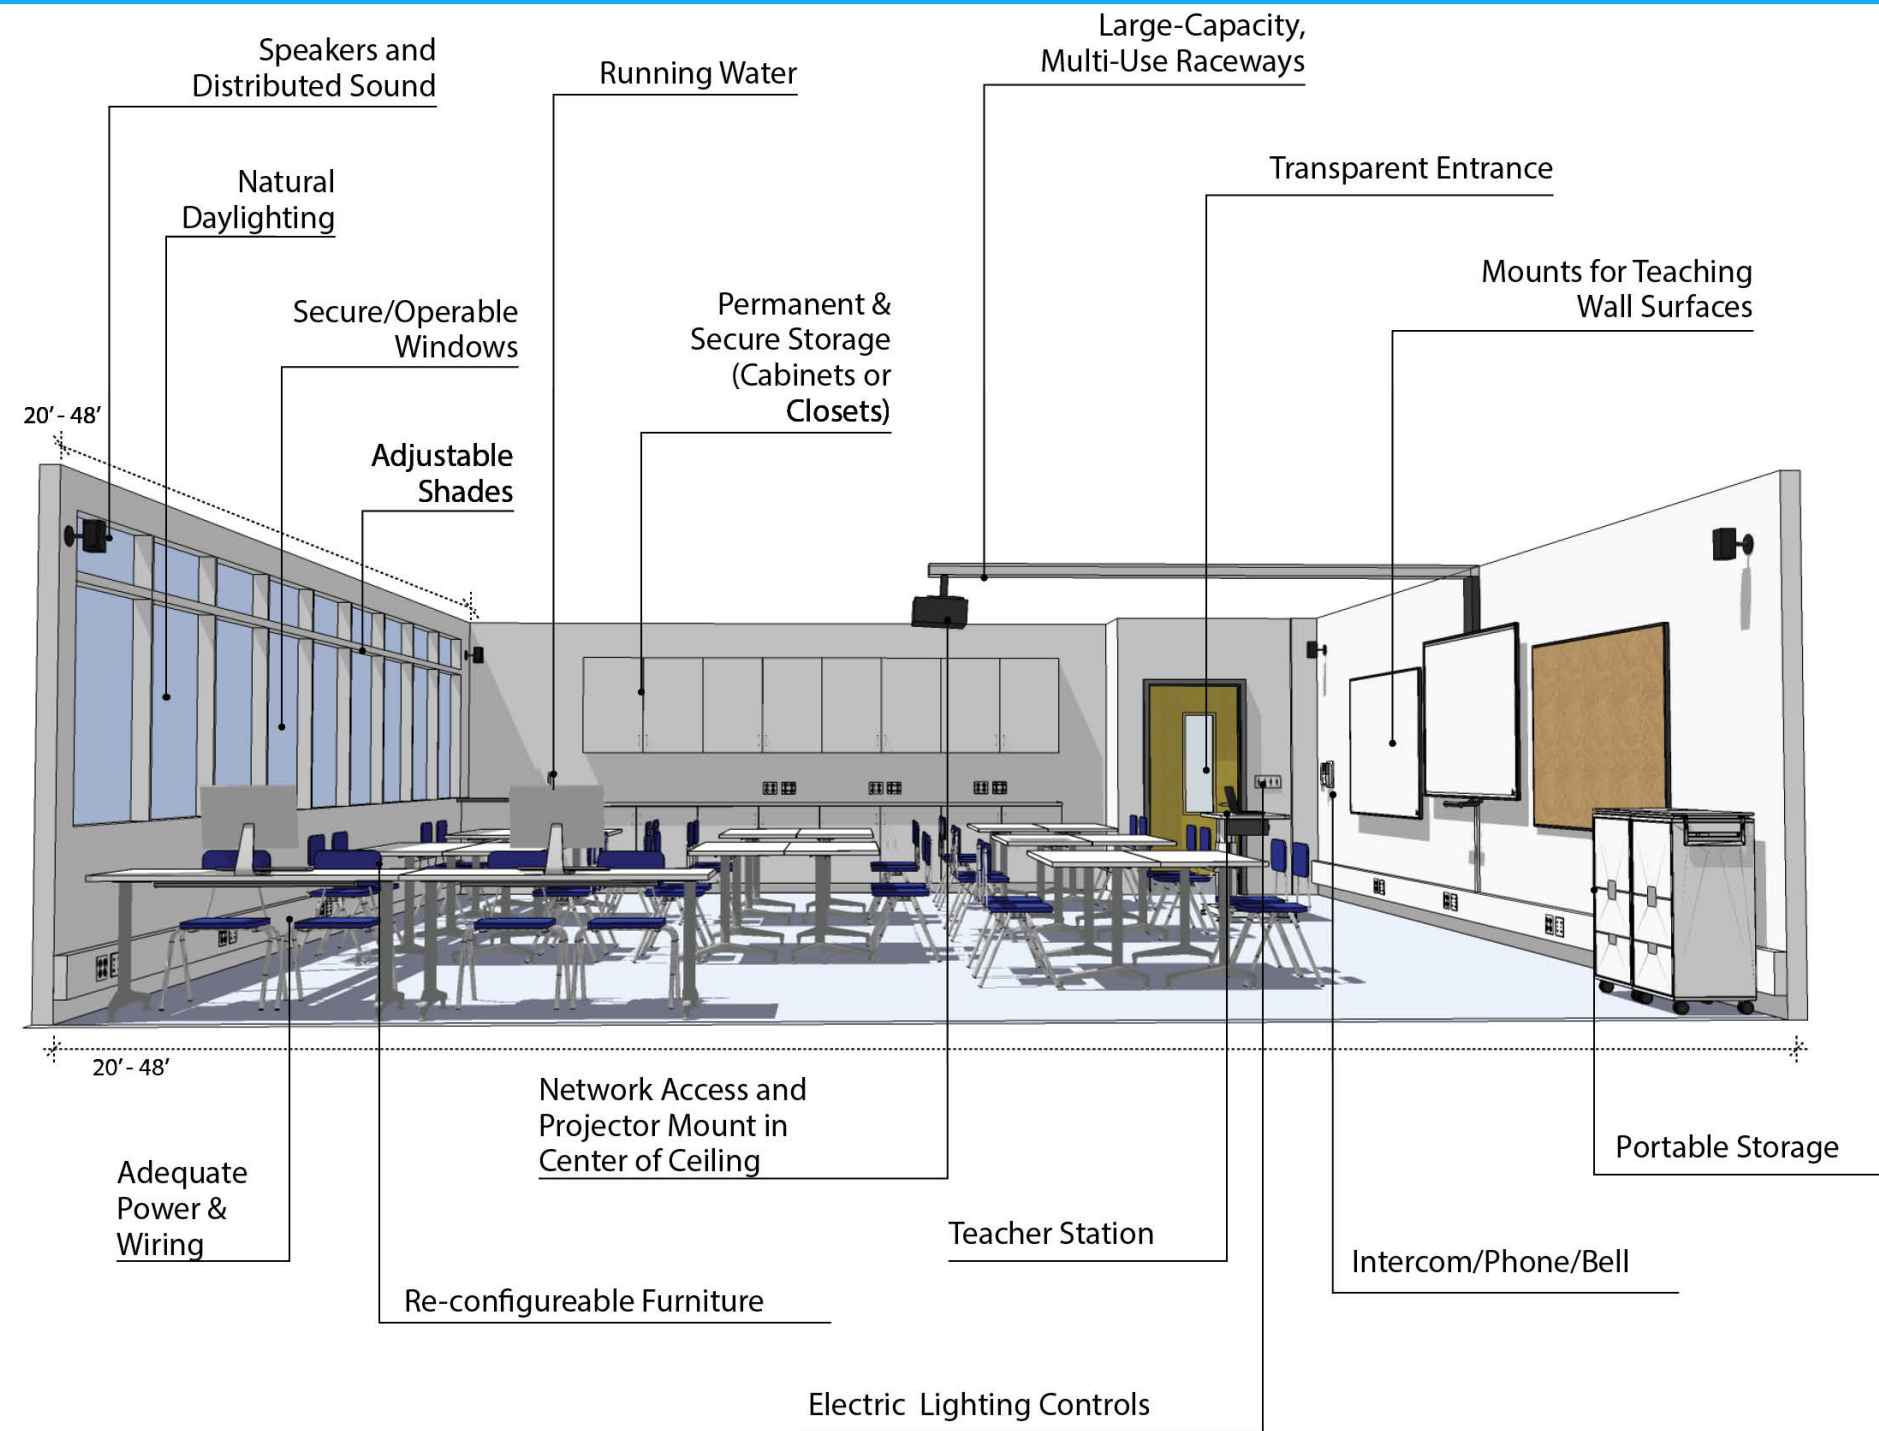 Speakers and
Distributed Sound
Running Water
Large-Capacity,
Multi-Use Raceways
Natural
Daylighting
Transparent Entrance
Secure/Operable
Windows
Permanent &
Secure Storage
(Cabinets or
Closets)
Mounts for Teaching
Wall Surfaces
20' - 48'
Adjustable
Shades
20' - 48'
Network Access and
Projector Mount in
Center of Ceiling
Adequate
Power &
Wiring
Portable Storage
Teacher Station
Intercom/Phone/Bell
Re-configureable Furniture
Electric Lighting Controls